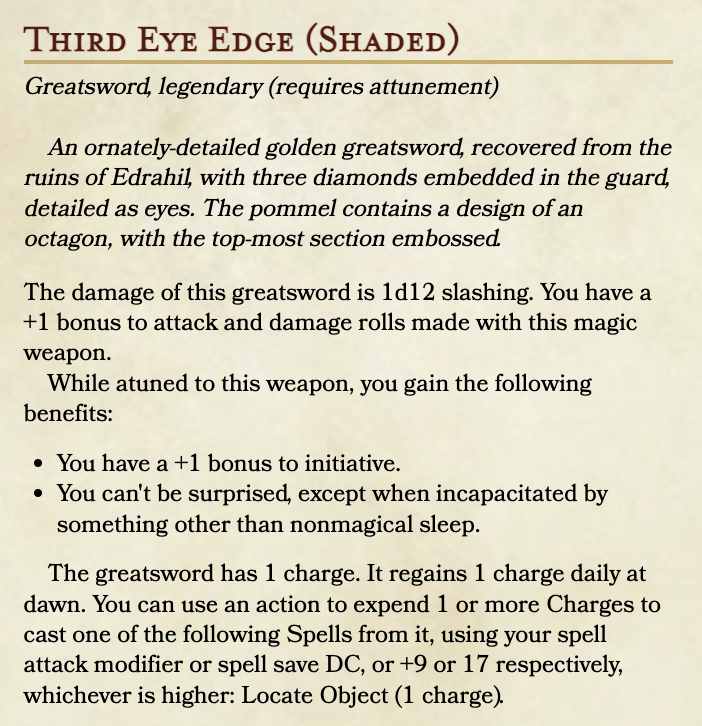 Third Eye Edge (Shaded)
Greatsword, legendary (requires attunement)
An ornately-detailed golden greatsword, recovered from the
ruins of Edrahil, with three diamonds embedded in the guard,
detailed as eyes. The pommel contains a design of an
octagon, with the top-most section embossed.
The damage of this greatsword is 1d12 slashing. You have a
+1 bonus to attack and damage rolls made with this magic
weapon.
While atuned to this weapon, you gain the following
benefits:
• You have a +1 bonus to initiative.
• You can't be surprised, except when incapacitated by
something other than nonmagical sleep.
The greatsword has 1 charge. It regains 1 charge daily at
dawn. You can use an action to expend 1 or more Charges to
cast one of the following Spells from it, using your spell
attack modifier or spell save DC, or +9 or 17 respectively,
whichever is higher: Locate Object (1 charge).